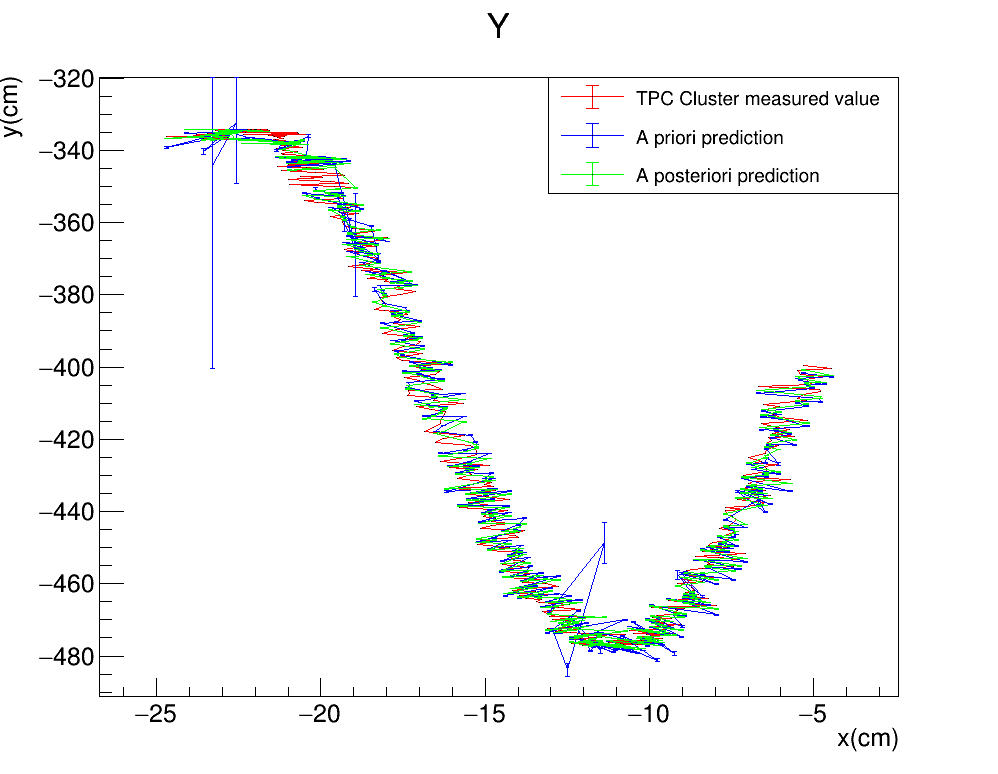 Y
y(cm)
−320
−340
−360
−380
−400
−420
−440
−460
−480
TPC Cluster measured value
A priori prediction
A posteriori prediction
−25
−20
−15
−10
−5
x(cm)